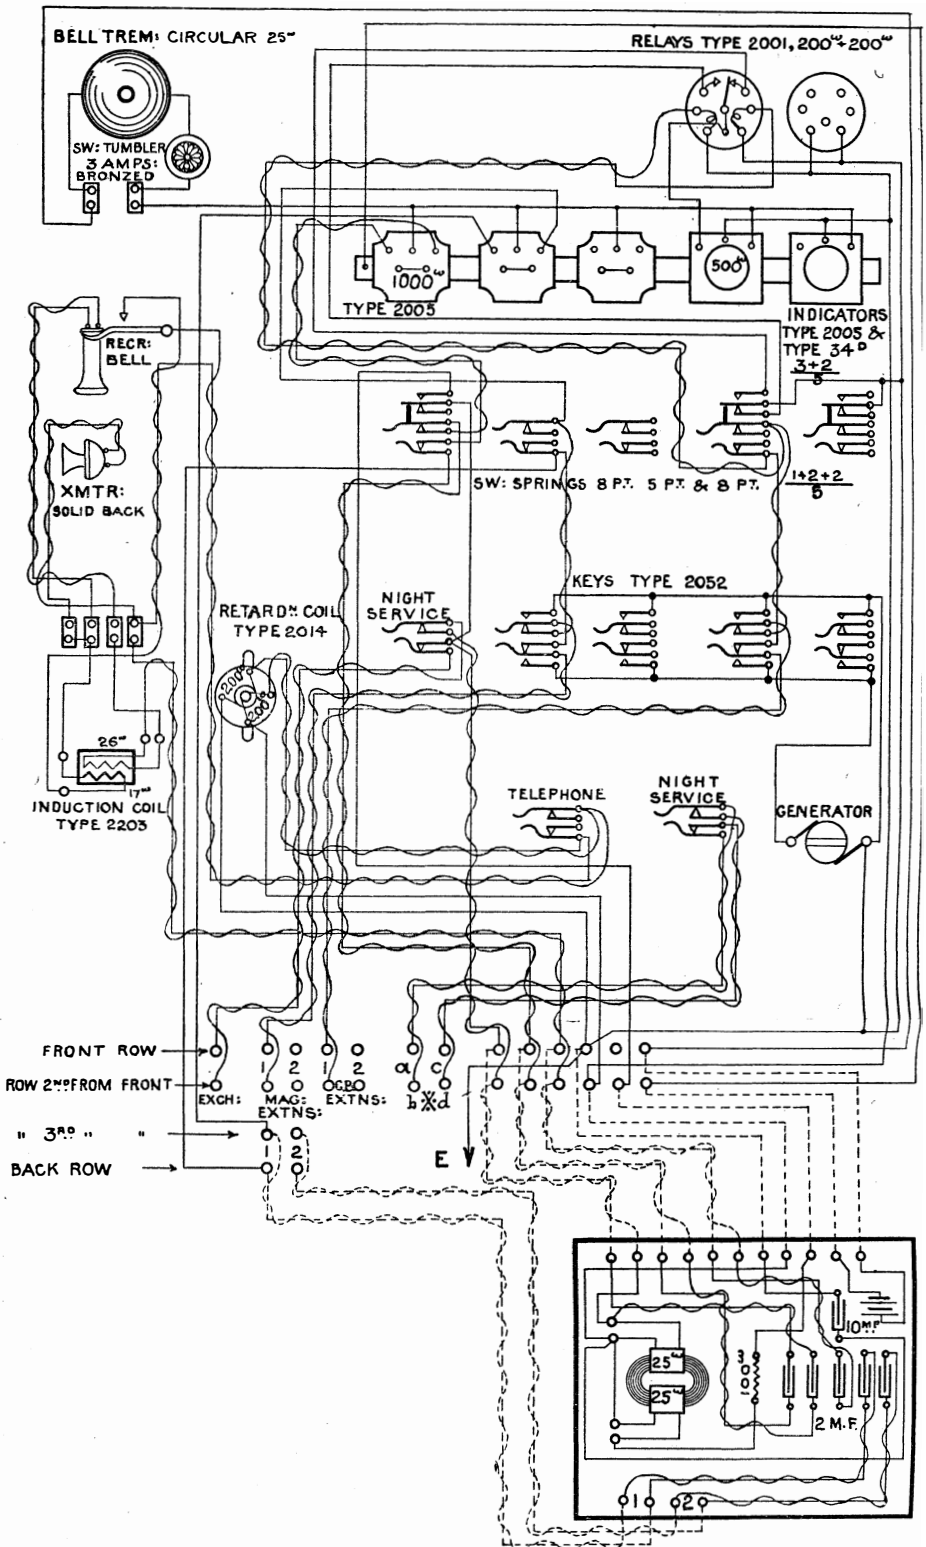 BELL TREM: CIRCULAR 25ω
RELAYS TYPE 2001, 200ω+200ω
SW: TUMBLER
3 AMPS:
BRONZED
1000ω
500ω
TYPE 2005
INDICATORS
TYPE 2005 &
TYPE 34D
3+2
5
RECR:
BELL
XMTR:
SOLID BACK
SW: SPRINGS 8 PT. 5 PT. & 8 PT.
1+2+2
5
KEYS TYPE 2052
NIGHT
SERVICE
RETARDN COIL
TYPE 2014
200ω
200ω
26ω
17ω
INDUCTION COIL
TYPE 2203
TELEPHONE
NIGHT
SERVICE
GENERATOR
FRONT ROW
ROW 2ND FROM FRONT
1 2 1 2 a c
EXCH: MAG: EXTNS: C.B. EXTNS: b※d
" 3RD " "
BACK ROW
1 2
E
10 M.F.
25ω
25ω
300ω
2 M.F.
1 2